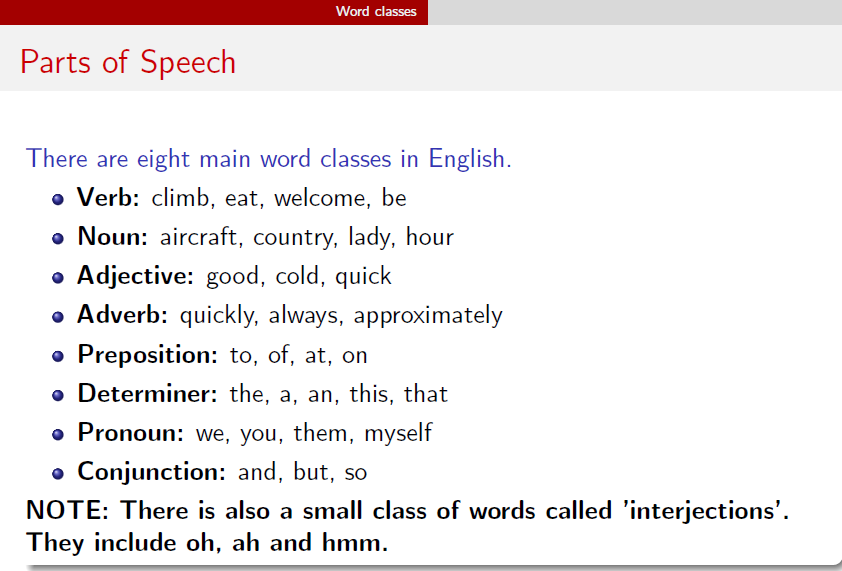 Word classes
Parts of Speech
There are eight main word classes in English.
Verb: climb, eat, welcome, be
Noun: aircraft, country, lady, hour
Adjective: good, cold, quick
Adverb: quickly, always, approximately
Preposition: to, of, at, on
Determiner: the, a, an, this, that
Pronoun: we, you, them, myself
Conjunction: and, but, so
NOTE: There is also a small class of words called ’interjections’.
They include oh, ah and hmm.